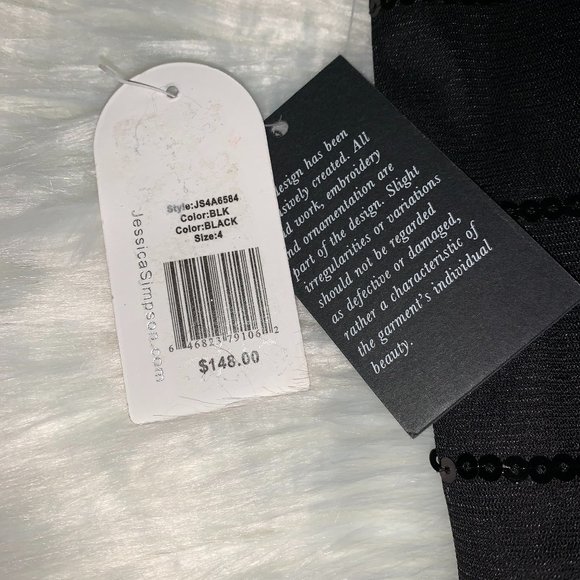 Style:JS4A6584
Color:BLK
Color:BLACK
Size:4
6 46823 79106 2
$148.00
JessicaSimpson.com
design has been
created. All
work, embroidery
ornamentation are
part of the design. Slight
irregularities or variations
should not be regarded
as defective or damaged,
rather a characteristic of
the garment's individual
beauty.